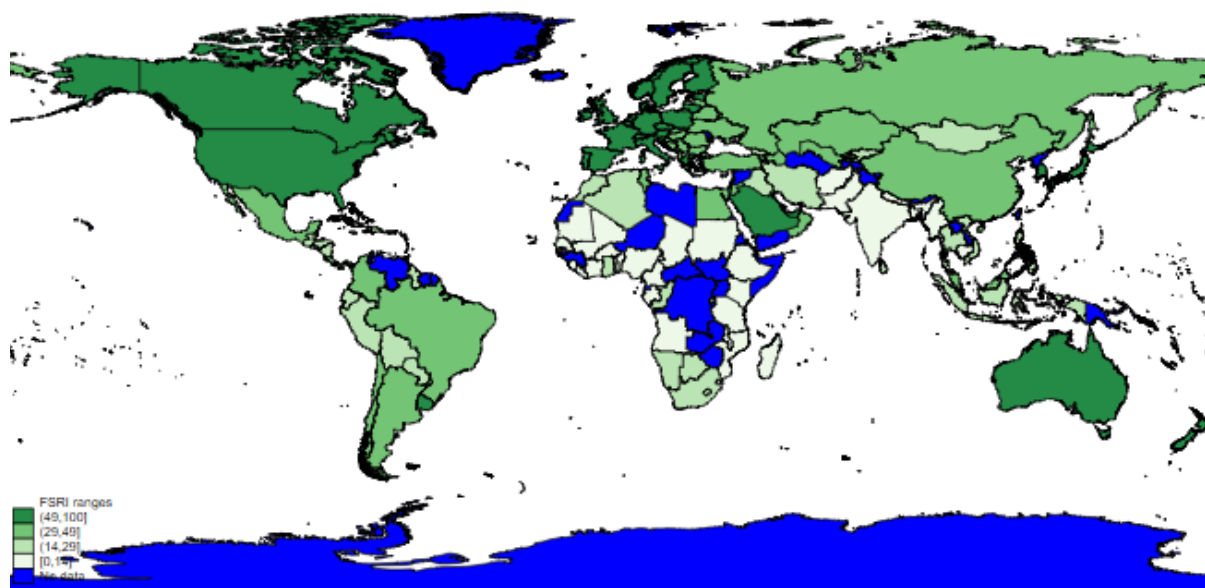 FSRI ranges
(49,100]
(29,49]
(14,29]
[0,14]
No data